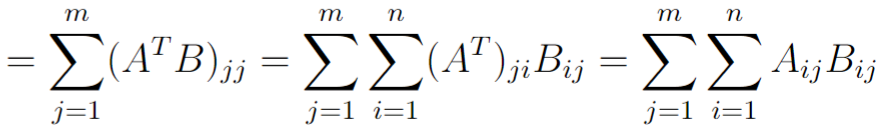 $= \sum_{j=1}^{m} (A^T B)_{jj} = \sum_{j=1}^{m} \sum_{i=1}^{n} (A^T)_{ji} B_{ij} = \sum_{j=1}^{m} \sum_{i=1}^{n} A_{ij} B_{ij}$